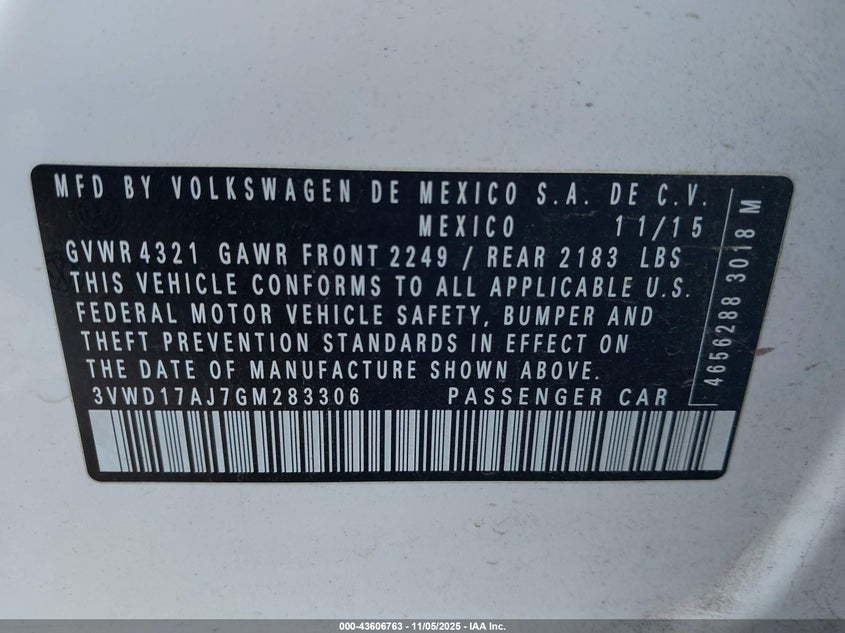 MFD BY VOLKSWAGEN DE MEXICO S.A. DE C.V.
MEXICO 11/15
GVWR 4321 GAWR FRONT 2249 / REAR 2183 LBS
THIS VEHICLE CONFORMS TO ALL APPLICABLE U.S.
FEDERAL MOTOR VEHICLE SAFETY, BUMPER AND
THEFT PREVENTION STANDARDS IN EFFECT ON
THE DATE OF MANUFACTURE SHOWN ABOVE.
3VWD17AJ7GM283306 PASSENGER CAR
4656288 3018 M
000-43606763 - 11/05/2025 - IAA Inc.